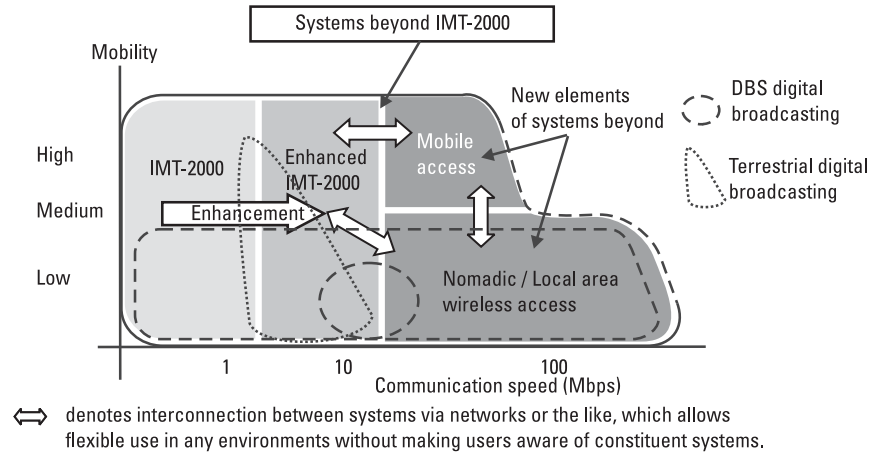 Systems beyond IMT-2000
Mobility
New elements
of systems beyond
DBS digital
broadcasting
High
IMT-2000
Enhanced
IMT-2000
Mobile
access
Terrestrial digital
broadcasting
Medium
Enhancement
Low
Nomadic / Local area
wireless access
1
10
100
Communication speed (Mbps)
denotes interconnection between systems via networks or the like, which allows
flexible use in any environments without making users aware of constituent systems.